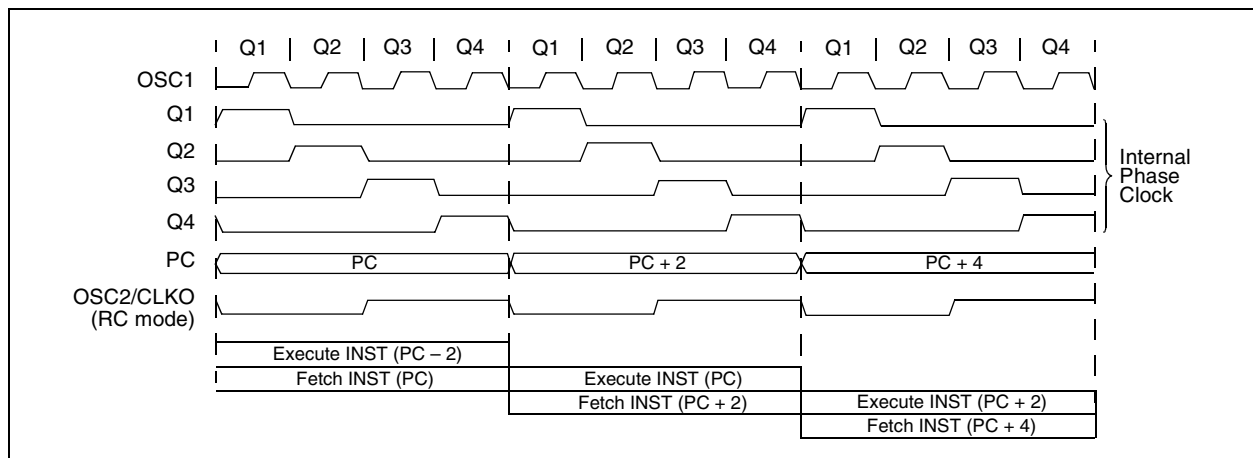 Q1 Q2 Q3 Q4 Q1 Q2 Q3 Q4 Q1 Q2 Q3 Q4
OSC1
Q1
Q2
Q3
Q4
Internal
Phase
Clock
PC PC PC + 2 PC + 4
OSC2/CLKO
(RC mode)
Execute INST (PC – 2)
Fetch INST (PC) Execute INST (PC)
Fetch INST (PC + 2) Execute INST (PC + 2)
Fetch INST (PC + 4)